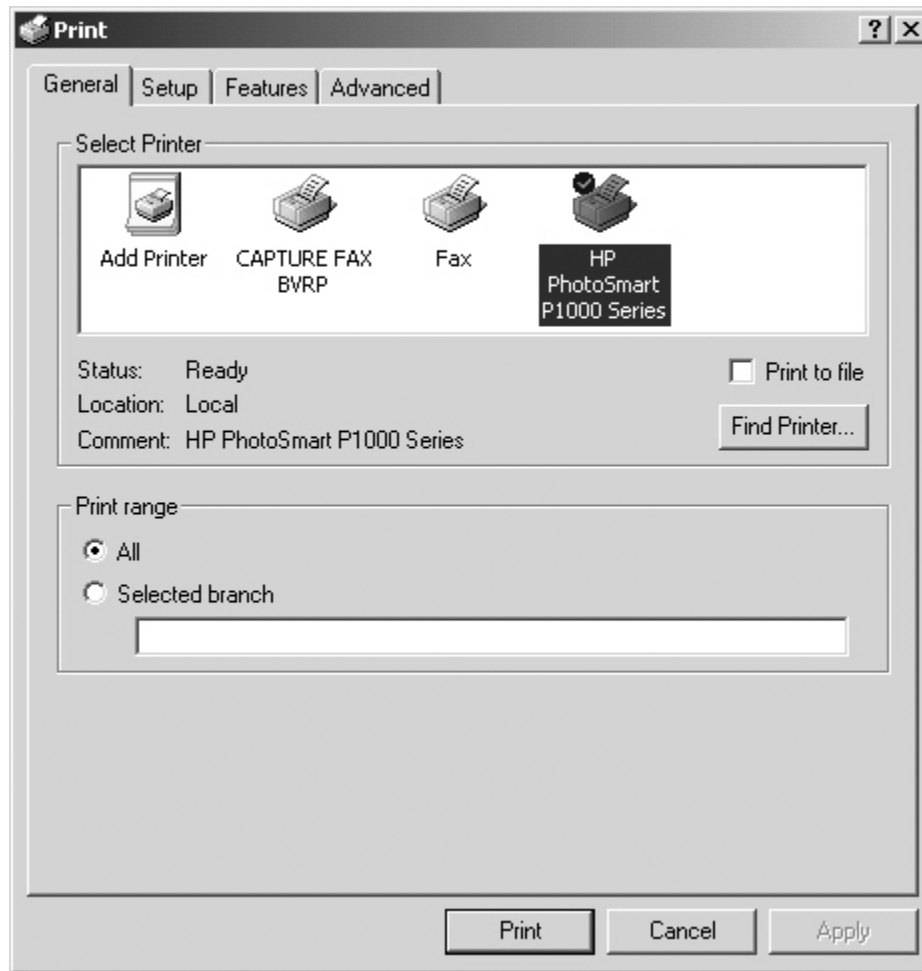 Print
General Setup Features Advanced
Select Printer
Add Printer
CAPTURE FAX
BVRP
Fax
HP
PhotoSmart
P1000 Series
Status: Ready
Print to file
Location: Local
Find Printer...
Comment: HP PhotoSmart P1000 Series
Print range
All
Selected branch
Print Cancel Apply